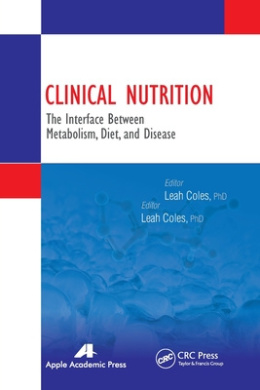 CLINICAL NUTRITION
The Interface Between
Metabolism, Diet, and Disease
Editor
Leah Coles, PhD
Editor
Leah Coles, PhD
Apple Academic Press
CRC
CRC Press
Taylor & Francis Group